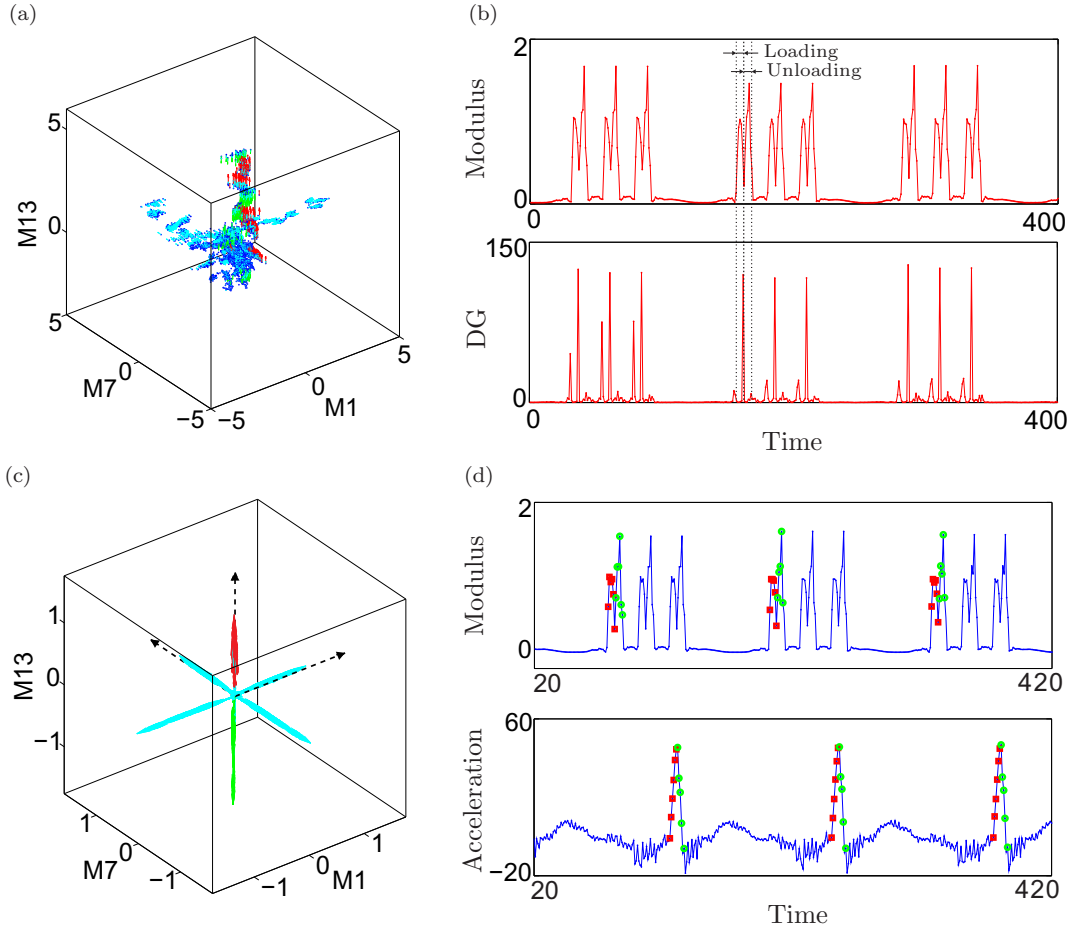 (a)
5
0
5
M13
M7
0
−5
−5
0
M1
5
(b)
2
Modulus
0
Loading
Unloading
0
400
150
DG
0
0
400
Time
(c)
1
0
−1
M13
1
0
−1
M7
−1
0
1
M1
(d)
2
Modulus
0
20
420
60
Acceleration
−20
20
420
Time